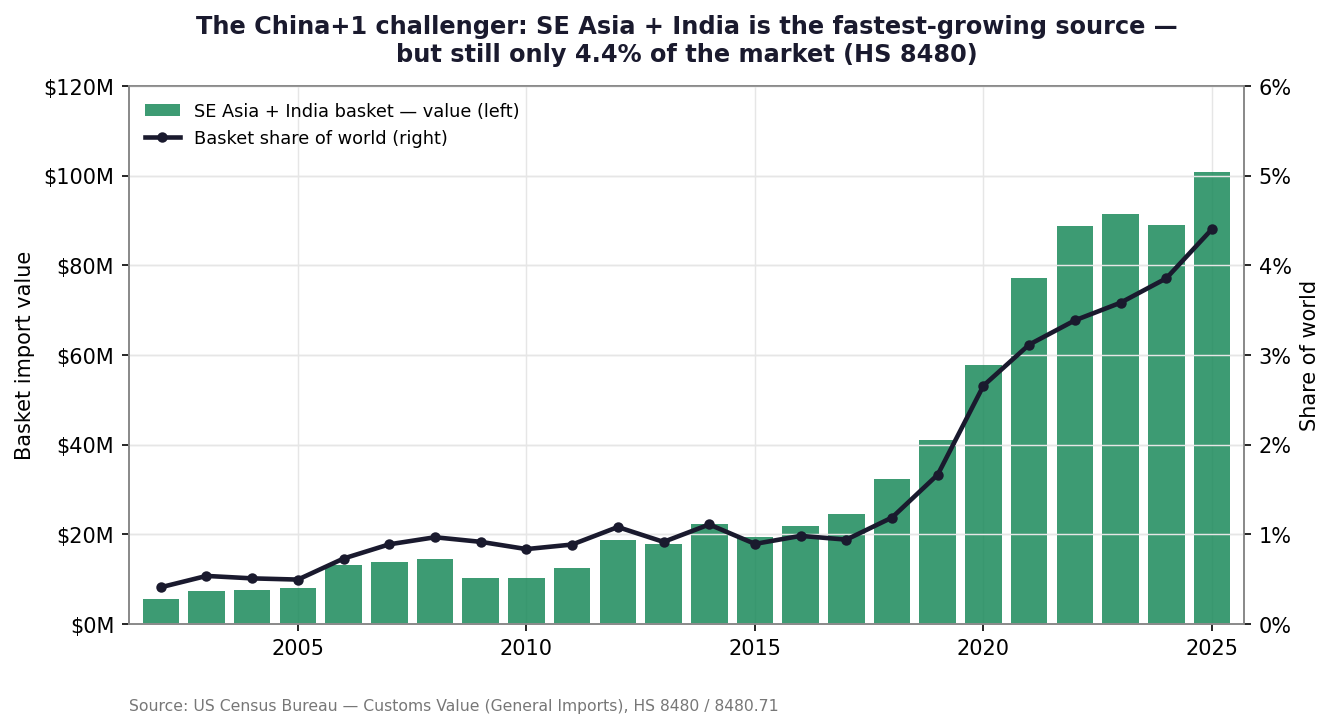 The China+1 challenger: SE Asia + India is the fastest-growing source —
but still only 4.4% of the market (HS 8480)
SE Asia + India basket — value (left)
Basket share of world (right)
Basket import value
$120M
$100M
$80M
$60M
$40M
$20M
$0M
6%
5%
4%
3%
2%
1%
0%
Share of world
2005
2010
2015
2020
2025
Source: US Census Bureau — Customs Value (General Imports), HS 8480 / 8480.71